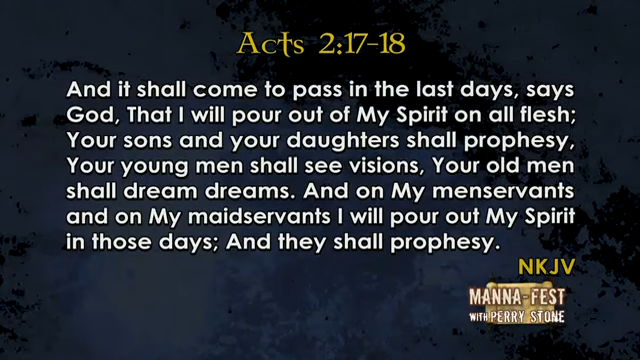 Acts 2:17-18
And it shall come to pass in the last days, says
God, That I will pour out of My Spirit on all flesh;
Your sons and your daughters shall prophesy,
Your young men shall see visions, Your old men
shall dream dreams. And on My menservants
and on My maidservants I will pour out My Spirit
in those days; And they shall prophesy.
NKJV
MANNA-FEST
WITH PERRY STONE